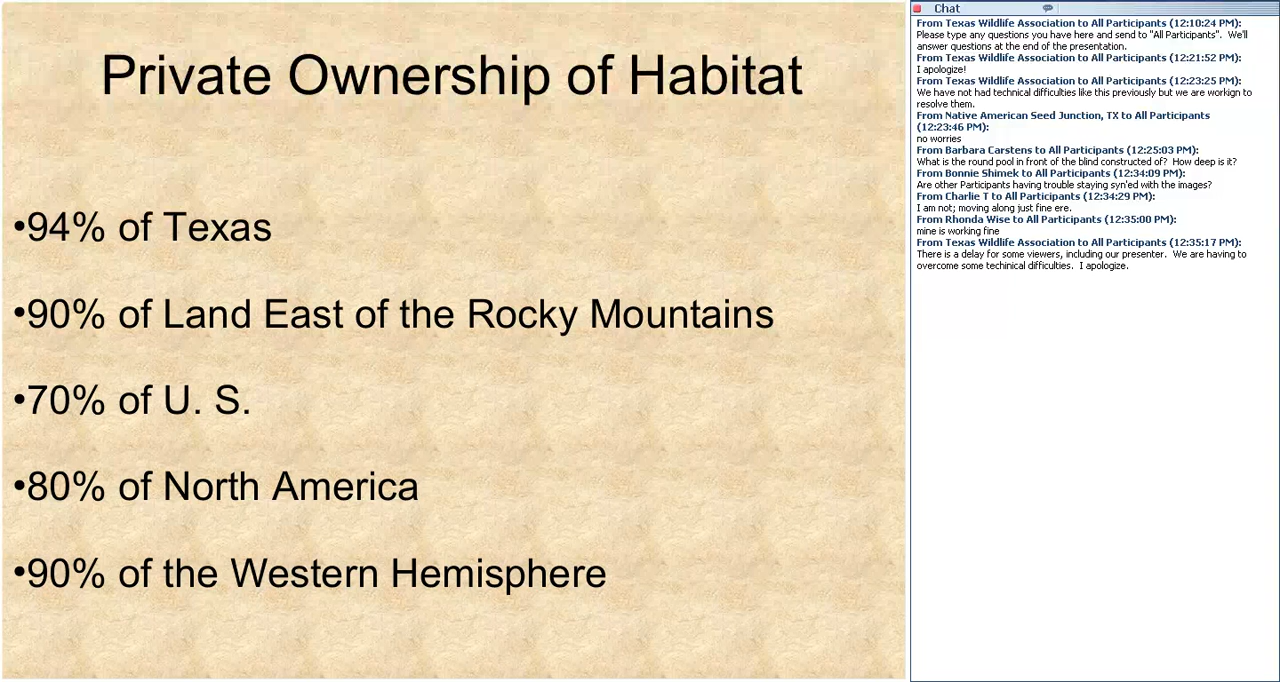 Private Ownership of Habitat
•94% of Texas
•90% of Land East of the Rocky Mountains
•70% of U. S.
•80% of North America
•90% of the Western Hemisphere
Chat
From Texas Wildlife Association to All Participants (12:10:24 PM):
Please type any questions you have here and send to "All Participants".  We'll
answer questions at the end of the presentation.
From Texas Wildlife Association to All Participants (12:21:52 PM):
I apologize!
From Texas Wildlife Association to All Participants (12:23:25 PM):
We have not had technical difficulties like this previously but we are workign to
resolve them.
From Native American Seed Junction, TX to All Participants
(12:23:46 PM):
no worries
From Barbara Carstens to All Participants (12:25:03 PM):
What is the round pool in front of the blind constructed of?  How deep is it?
From Bonnie Shimek to All Participants (12:34:09 PM):
Are other Participants having trouble staying syn'ed with the images?
From Charlie T to All Participants (12:34:29 PM):
I am not; moving along just fine ere.
From Rhonda Wise to All Participants (12:35:00 PM):
mine is working fine
From Texas Wildlife Association to All Participants (12:35:17 PM):
There is a delay for some viewers, including our presenter.  We are having to
overcome some techinical difficulties.  I apologize.